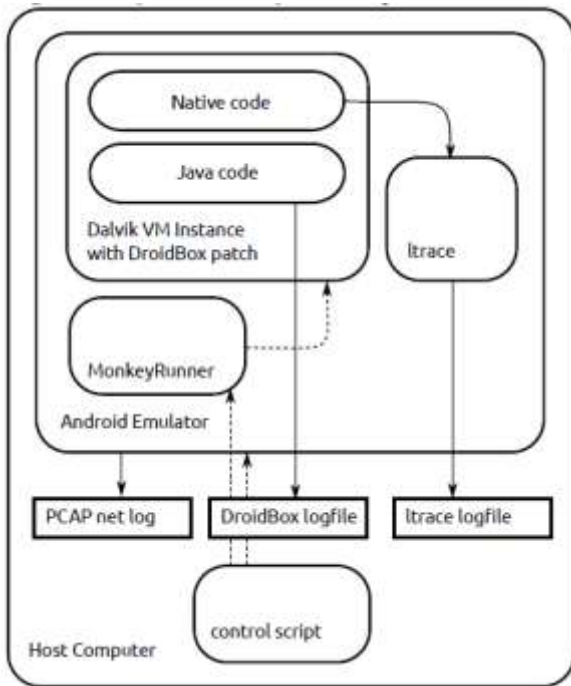 Native code
Java code
Dalvik VM Instance
with DroidBox patch
ltrace
MonkeyRunner
Android Emulator
PCAP net log
DroidBox logfile
ltrace logfile
control script
Host Computer